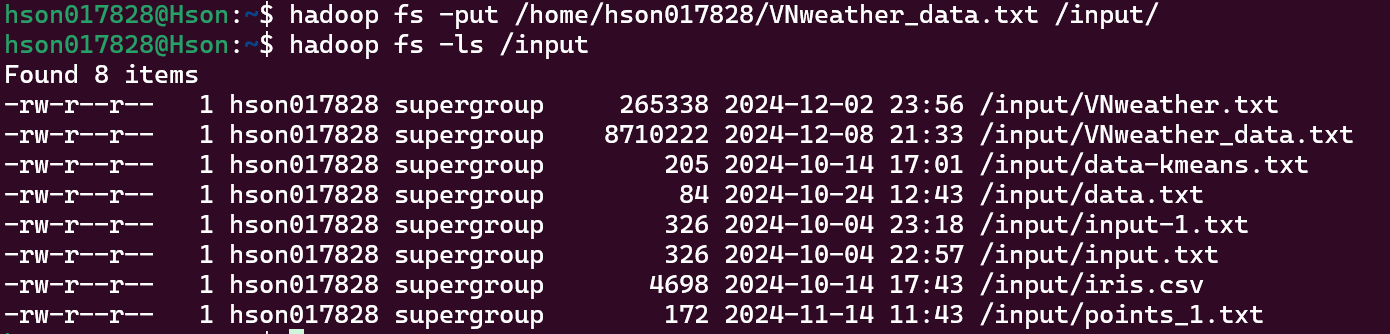 hson017828@Hson:~$ hadoop fs -put /home/hson017828/VNweather_data.txt /input/
hson017828@Hson:~$ hadoop fs -ls /input
Found 8 items
-rw-r--r--   1 hson017828 supergroup     265338 2024-12-02 23:56 /input/VNweather.txt
-rw-r--r--   1 hson017828 supergroup    8710222 2024-12-08 21:33 /input/VNweather_data.txt
-rw-r--r--   1 hson017828 supergroup        205 2024-10-14 17:01 /input/data-kmeans.txt
-rw-r--r--   1 hson017828 supergroup         84 2024-10-24 12:43 /input/data.txt
-rw-r--r--   1 hson017828 supergroup        326 2024-10-04 23:18 /input/input-1.txt
-rw-r--r--   1 hson017828 supergroup        326 2024-10-04 22:57 /input/input.txt
-rw-r--r--   1 hson017828 supergroup       4698 2024-10-14 17:43 /input/iris.csv
-rw-r--r--   1 hson017828 supergroup        172 2024-11-14 11:43 /input/points_1.txt